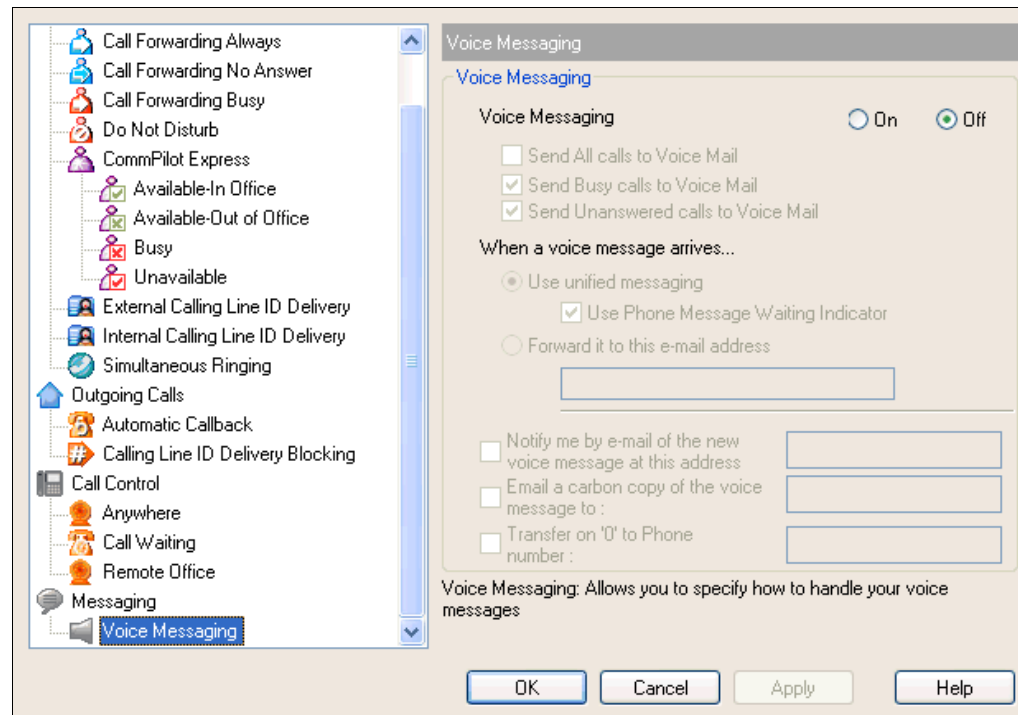 Call Forwarding Always
Call Forwarding No Answer
Call Forwarding Busy
Do Not Disturb
CommPilot Express
Available-In Office
Available-Out of Office
Busy
Unavailable
External Calling Line ID Delivery
Internal Calling Line ID Delivery
Simultaneous Ringing
Outgoing Calls
Automatic Callback
Calling Line ID Delivery Blocking
Call Control
Anywhere
Call Waiting
Remote Office
Messaging
Voice Messaging
Voice Messaging
Voice Messaging
Voice Messaging On Off
Send All calls to Voice Mail
Send Busy calls to Voice Mail
Send Unanswered calls to Voice Mail
When a voice message arrives...
Use unified messaging
Use Phone Message Waiting Indicator
Forward it to this e-mail address
Notify me by e-mail of the new
voice message at this address
Email a carbon copy of the voice
message to :
Transfer on '0' to Phone
number :
Voice Messaging: Allows you to specify how to handle your voice
messages
OK Cancel Apply Help